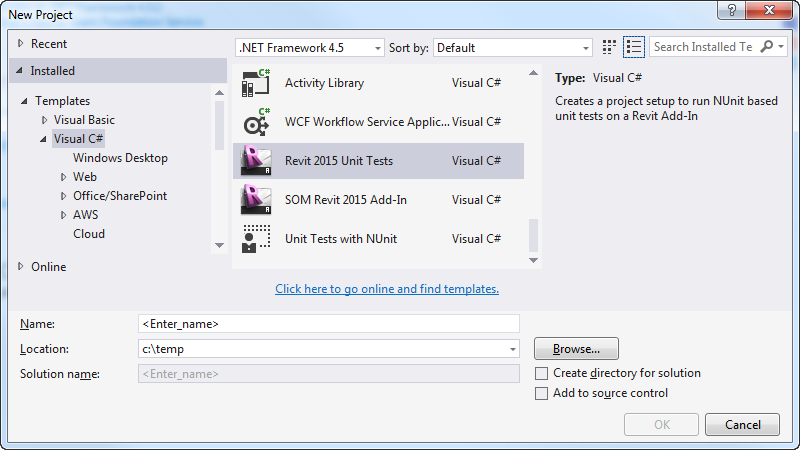 New Project
Recent
Installed
Templates
Visual Basic
Visual C#
Windows Desktop
Web
Office/SharePoint
AWS
Cloud
Online
.NET Framework 4.5
Sort by:
Default
Search Installed Te
Activity Library Visual C#
WCF Workflow Service Applic... Visual C#
Revit 2015 Unit Tests Visual C#
SOM Revit 2015 Add-In Visual C#
Unit Tests with NUnit Visual C#
Click here to go online and find templates.
Type: Visual C#
Creates a project setup to run NUnit based
unit tests on a Revit Add-In
Name: <Enter_name>
Location: c:\temp
Browse...
Solution name: <Enter_name>
Create directory for solution
Add to source control
OK
Cancel